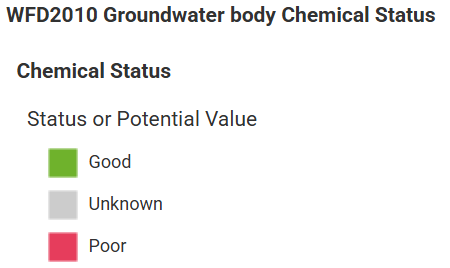 WFD2010 Groundwater body Chemical Status
Chemical Status
Status or Potential Value
Good
Unknown
Poor